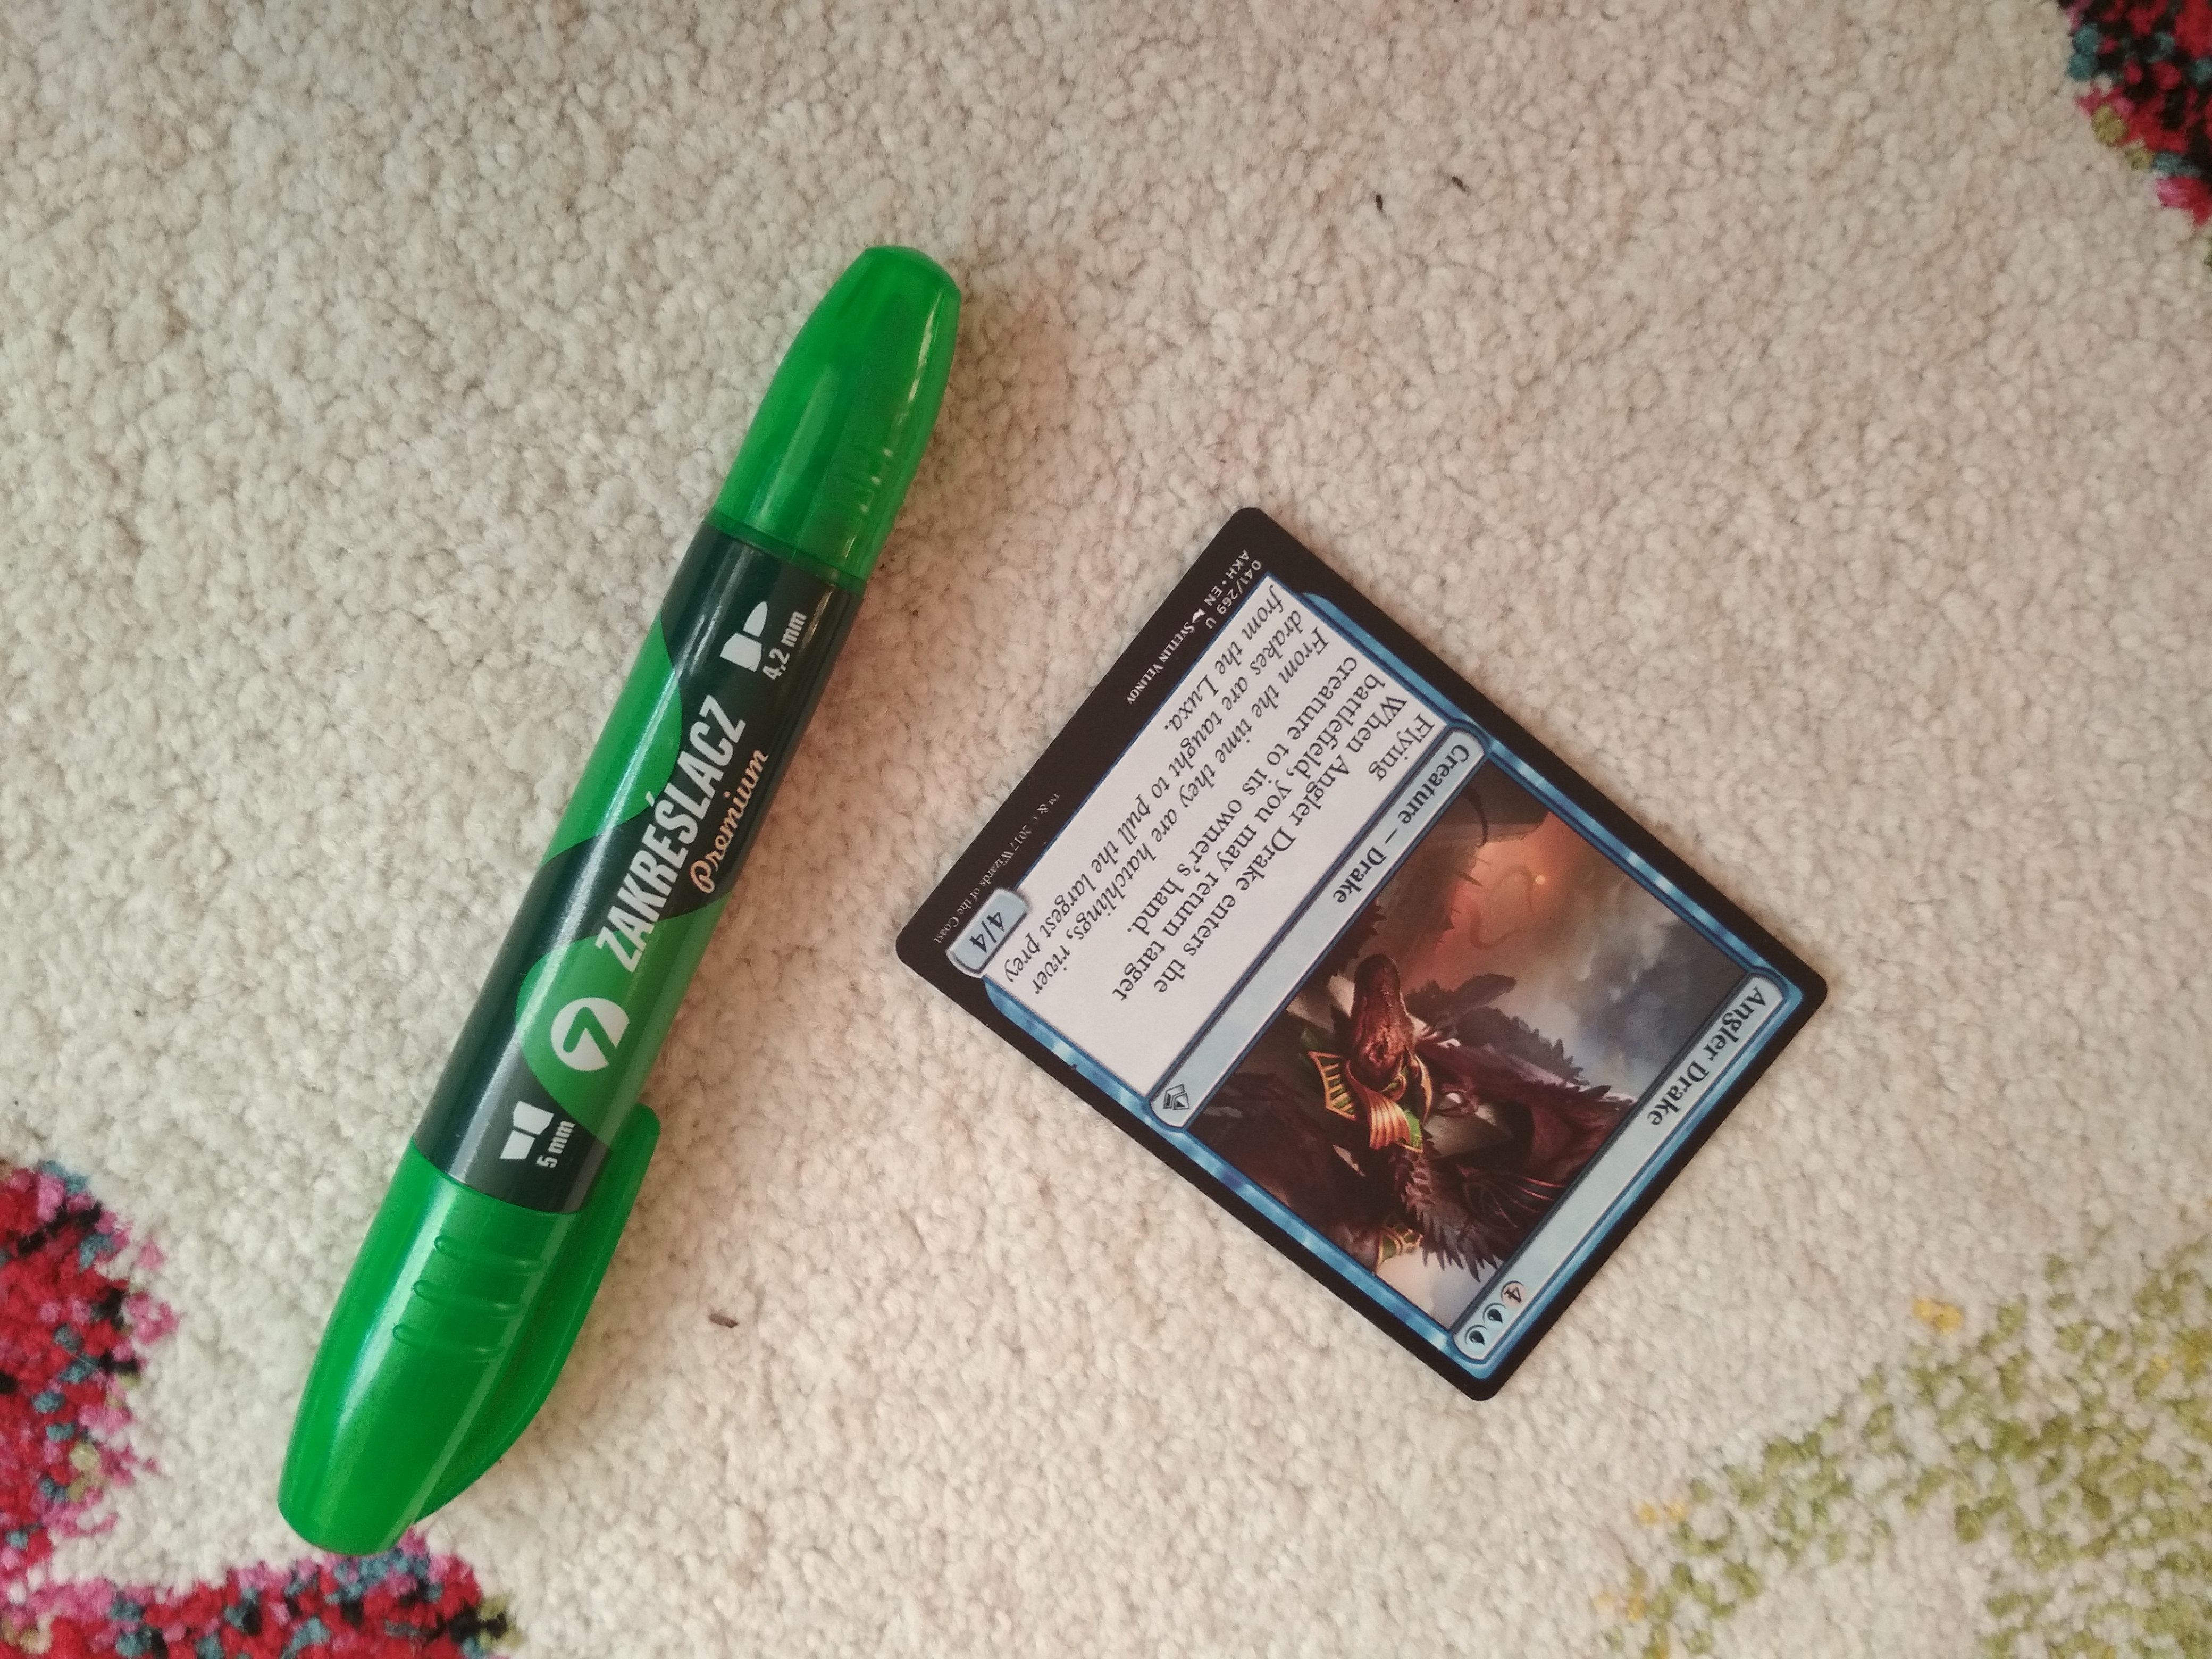 4,2 mm
ZAKREŚLACZ
Premium
5 mm
Angler Drake
4
Creature — Drake
Flying
When Angler Drake enters the
battlefield, you may return target
creature to its owner's hand.
From the time they are hatchlings, river
drakes are taught to pull the largest prey
from the Luxa.
4/4
041/269 U
AKH • EN SVETLIN VELINOV
™ & © 2017 Wizards of the Coast